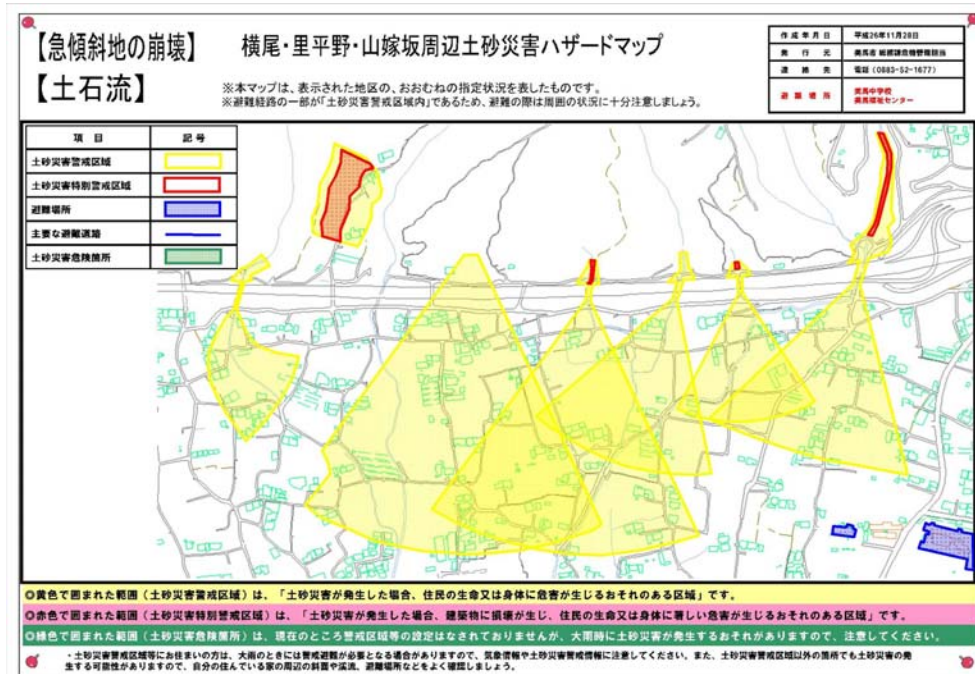 【急傾斜地の崩壊】
【土石流】
横尾・里平野・山嫁坂周辺土砂災害ハザードマップ
※本マップは、表示された地区の、おおむねの指定状況を表したものです。
※避難経路の一部が「土砂災害警戒区域内」であるため、避難の際は周囲の状況に十分注意しましょう。
作成年月日 平成26年11月28日
発行元 美馬市 総務課危機管理担当
連絡先 電話（0883-52-1677）
避難場所 美馬中学校
美馬福祉センター
項目 記号
土砂災害警戒区域
土砂災害特別警戒区域
避難場所
主要な避難道路
土砂災害危険箇所
◎黄色で囲まれた範囲（土砂災害警戒区域）は、「土砂災害が発生した場合、住民の生命又は身体に危害が生じるおそれのある区域」です。
◎赤色で囲まれた範囲（土砂災害特別警戒区域）は、「土砂災害が発生した場合、建築物に損壊が生じ、住民の生命又は身体に著しい危害が生じるおそれのある区域」です。
◎緑色で囲まれた範囲（土砂災害危険箇所）は、現在のところ警戒区域等の設定はなされておりませんが、大雨時に土砂災害が発生するおそれがありますので、注意してください。
・土砂災害警戒区域等にお住まいの方は、大雨のときには警戒避難が必要となる場合がありますので、気象情報や土砂災害警戒情報に注意してください。また、土砂災害警戒区域以外の箇所でも土砂災害の発
生する可能性がありますので、自分の住んでいる家の周辺の斜面や渓流、避難場所などをよく確認しましょう。